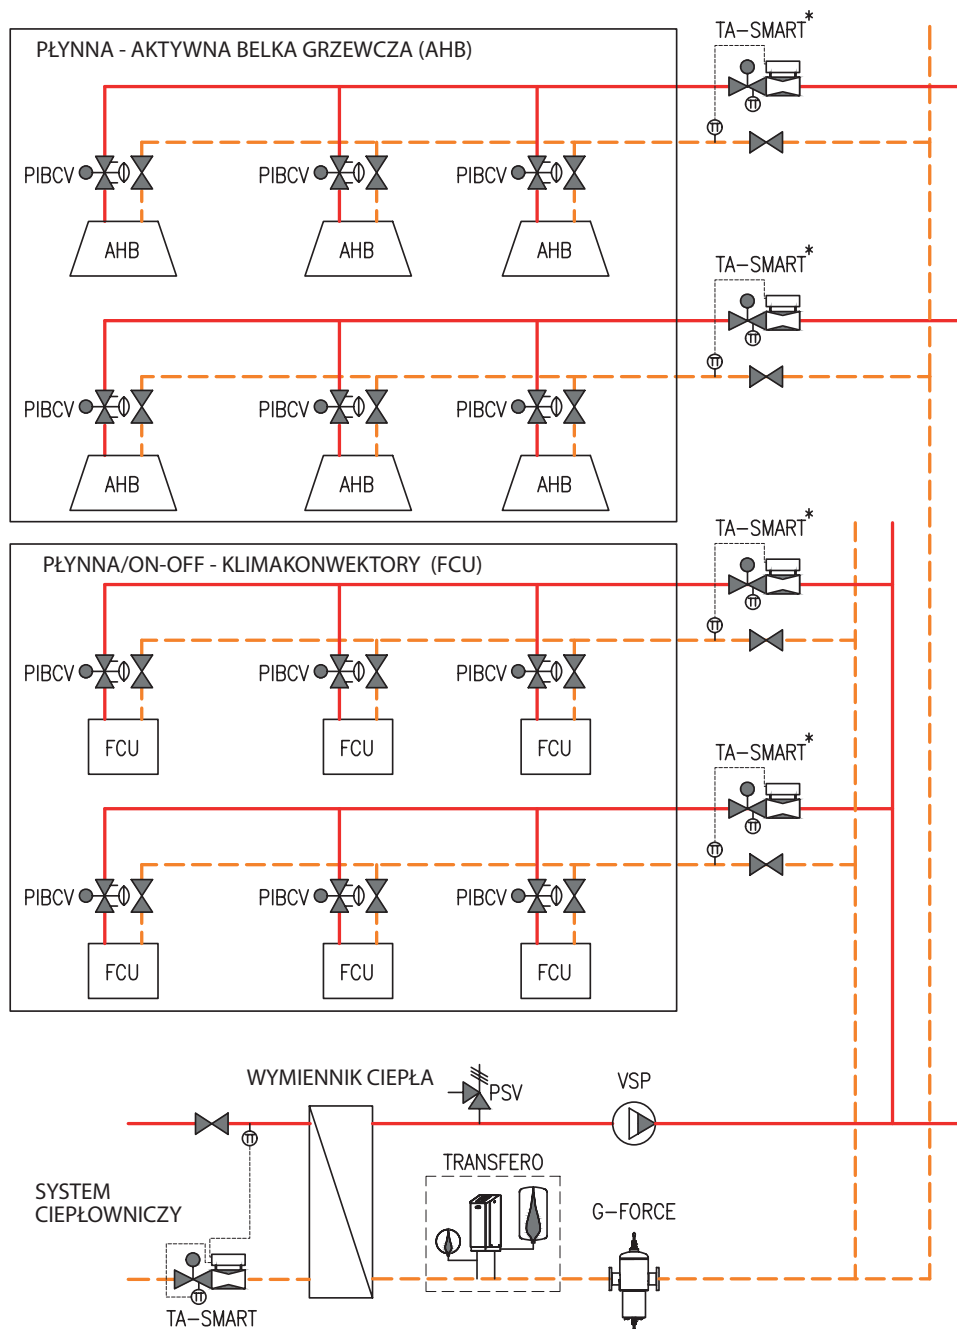 TA-SMART*
PŁYNNA - AKTYWNA BELKA GRZEWCZA (AHB)
PIBCV PIBCV PIBCV
AHB AHB AHB
TA-SMART*
PIBCV PIBCV PIBCV
AHB AHB AHB
TA-SMART*
PŁYNNA/ON-OFF - KLIMAKONWEKTORY (FCU)
PIBCV PIBCV PIBCV
FCU FCU FCU
TA-SMART*
PIBCV PIBCV PIBCV
FCU FCU FCU
WYMIENNIK CIEPŁA
PSV
VSP
TRANSFERO
SYSTEM
CIEPŁOWNICZY
G-FORCE
TA-SMART